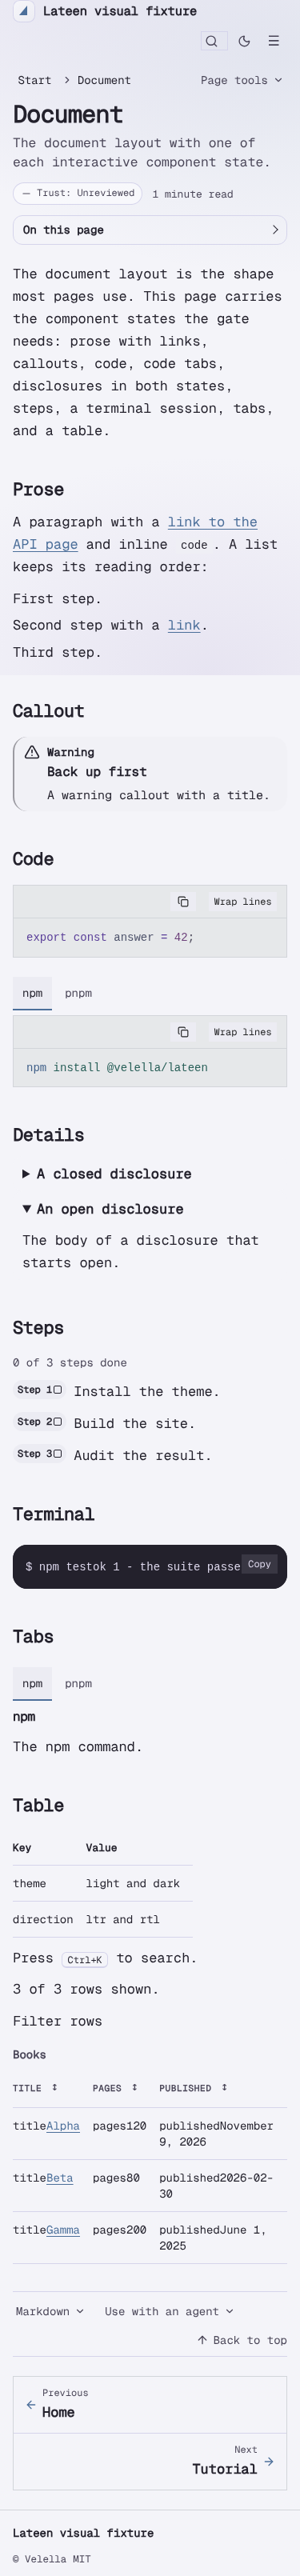 Lateen visual fixture
Start > Document
Page tools
Document
The document layout with one of
each interactive component state.
— Trust: Unreviewed
1 minute read
On this page
The document layout is the shape
most pages use. This page carries
the component states the gate
needs: prose with links,
callouts, code, code tabs,
disclosures in both states,
steps, a terminal session, tabs,
and a table.
Prose
A paragraph with a link to the
API page and inline code. A list
keeps its reading order:
First step.
Second step with a link.
Third step.
Callout
Warning
Back up first
A warning callout with a title.
Code
Wrap lines
export const answer = 42;
npm pnpm
Wrap lines
npm install @velella/lateen
Details
A closed disclosure
An open disclosure
The body of a disclosure that
starts open.
Steps
0 of 3 steps done
Step 1 Install the theme.
Step 2 Build the site.
Step 3 Audit the result.
Terminal
$ npm testok 1 - the suite passe
Copy
Tabs
npm pnpm
npm
The npm command.
Table
Key Value
theme light and dark
direction ltr and rtl
Press Ctrl+K to search.
3 of 3 rows shown.
Filter rows
Books
TITLE ↕ PAGES ↕ PUBLISHED ↕
titleAlpha pages120 publishedNovember
9, 2026
titleBeta pages80 published2026-02-
30
titleGamma pages200 publishedJune 1,
2025
Markdown Use with an agent
↑ Back to top
Previous
← Home
Next
Tutorial →
Lateen visual fixture
© Velella MIT